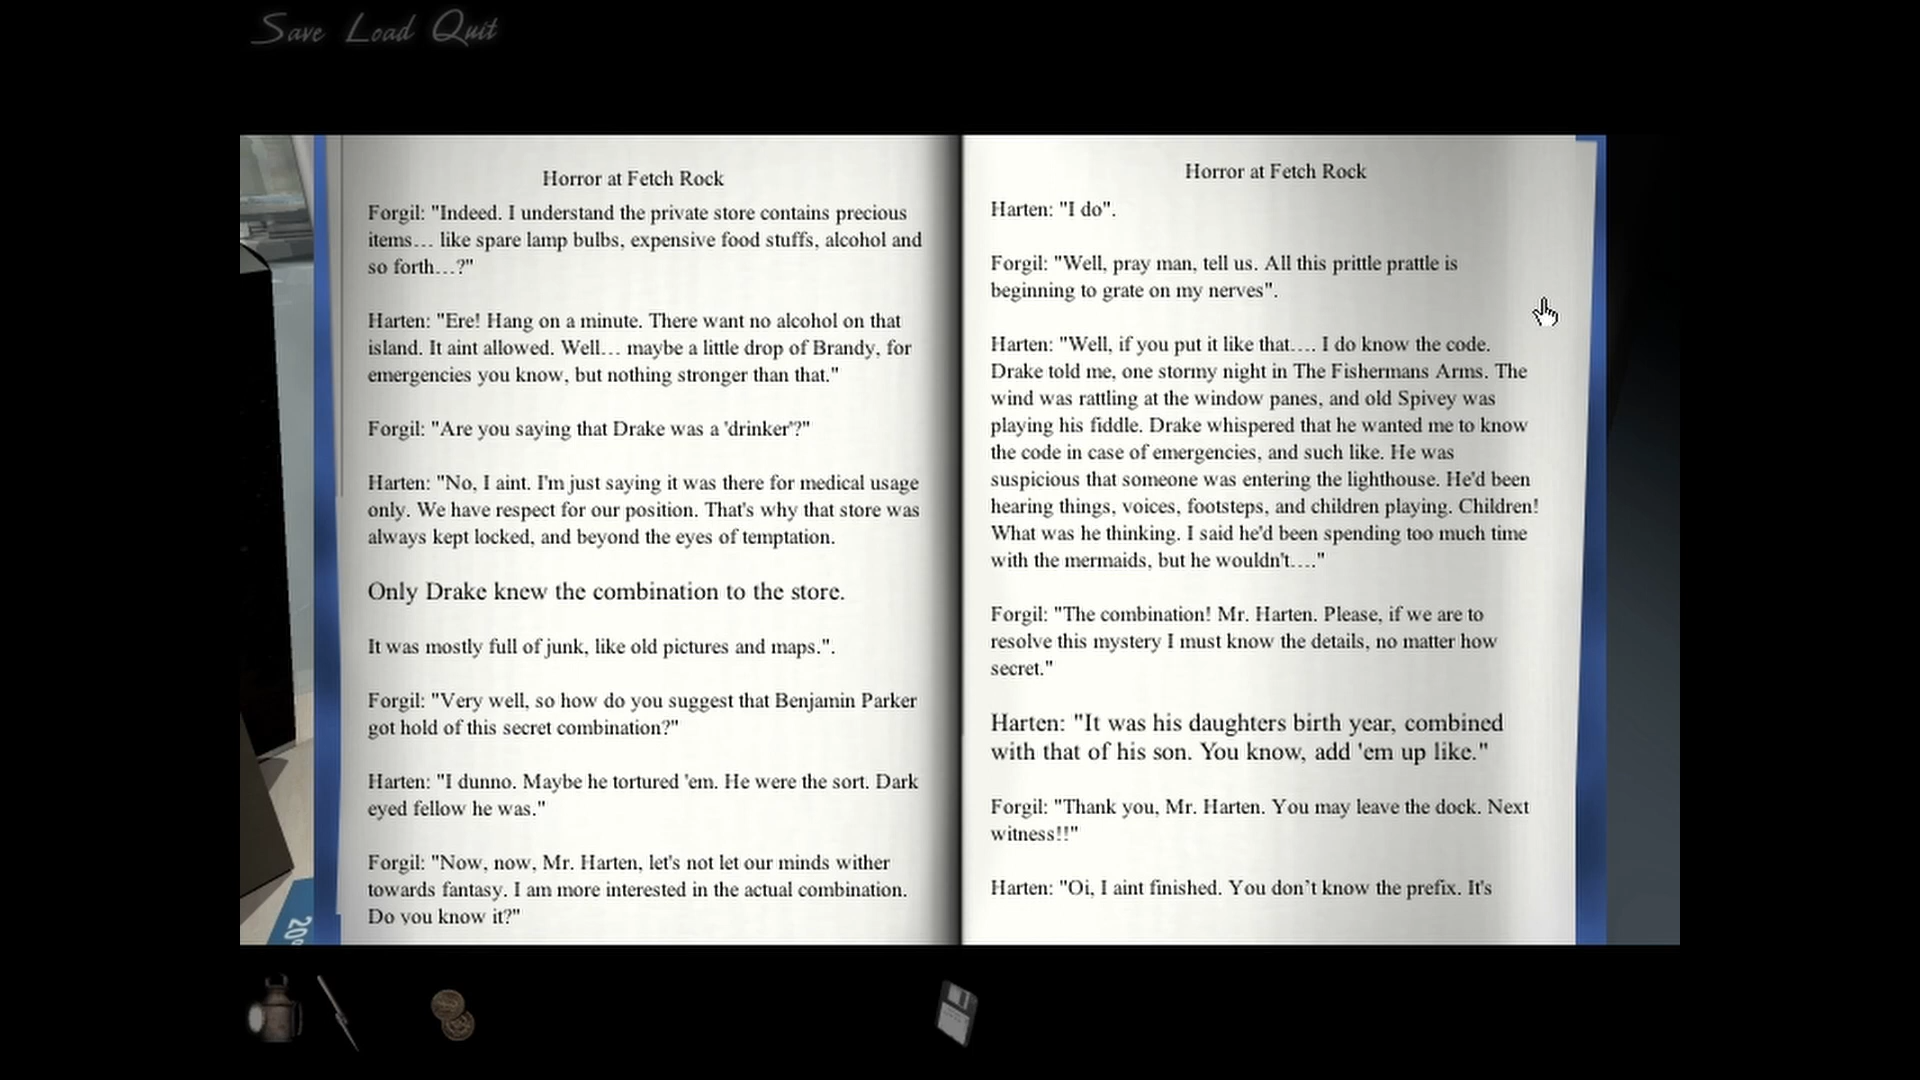 Save Load Quit
Horror at Fetch Rock
Forgil: "Indeed. I understand the private store contains precious
items… like spare lamp bulbs, expensive food stuffs, alcohol and
so forth…?"
Harten: "Ere! Hang on a minute. There want no alcohol on that
island. It aint allowed. Well… maybe a little drop of Brandy, for
emergencies you know, but nothing stronger than that."
Forgil: "Are you saying that Drake was a 'drinker'?"
Harten: "No, I aint. I'm just saying it was there for medical usage
only. We have respect for our position. That's why that store was
always kept locked, and beyond the eyes of temptation.
Only Drake knew the combination to the store.
It was mostly full of junk, like old pictures and maps.".
Forgil: "Very well, so how do you suggest that Benjamin Parker
got hold of this secret combination?"
Harten: "I dunno. Maybe he tortured 'em. He were the sort. Dark
eyed fellow he was."
Forgil: "Now, now, Mr. Harten, let's not let our minds wither
towards fantasy. I am more interested in the actual combination.
Do you know it?"
Horror at Fetch Rock
Harten: "I do".
Forgil: "Well, pray man, tell us. All this prittle prattle is
beginning to grate on my nerves".
Harten: "Well, if you put it like that…. I do know the code.
Drake told me, one stormy night in The Fishermans Arms. The
wind was rattling at the window panes, and old Spivey was
playing his fiddle. Drake whispered that he wanted me to know
the code in case of emergencies, and such like. He was
suspicious that someone was entering the lighthouse. He'd been
hearing things, voices, footsteps, and children playing. Children!
What was he thinking. I said he'd been spending too much time
with the mermaids, but he wouldn't…."
Forgil: "The combination! Mr. Harten. Please, if we are to
resolve this mystery I must know the details, no matter how
secret."
Harten: "It was his daughters birth year, combined
with that of his son. You know, add 'em up like."
Forgil: "Thank you, Mr. Harten. You may leave the dock. Next
witness!!"
Harten: "Oi, I aint finished. You don’t know the prefix. It's